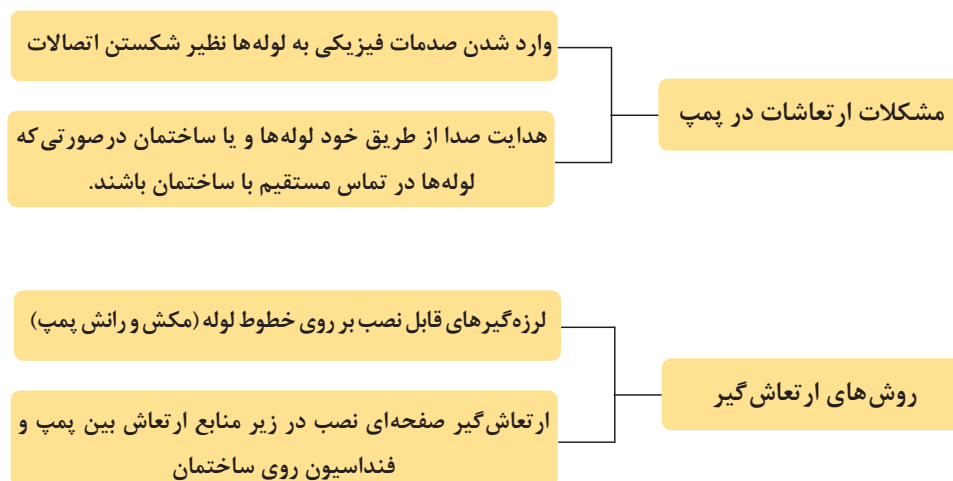 مشکلات ارتعاشات در پمپ
وارد شدن صدمات فیزیکی به لوله‌ها نظیر شکستن اتصالات
هدایت صدا از طریق خود لوله‌ها و یا ساختمان درصورتی‌که
لوله‌ها در تماس مستقیم با ساختمان باشند.
روش‌های ارتعاش گیر
لرزه‌گیرهای قابل نصب بر روی خطوط لوله (مکش و رانش پمپ)
ارتعاش‌گیر صفحه‌ای نصب در زیر منابع ارتعاش بین پمپ و
فنداسیون روی ساختمان